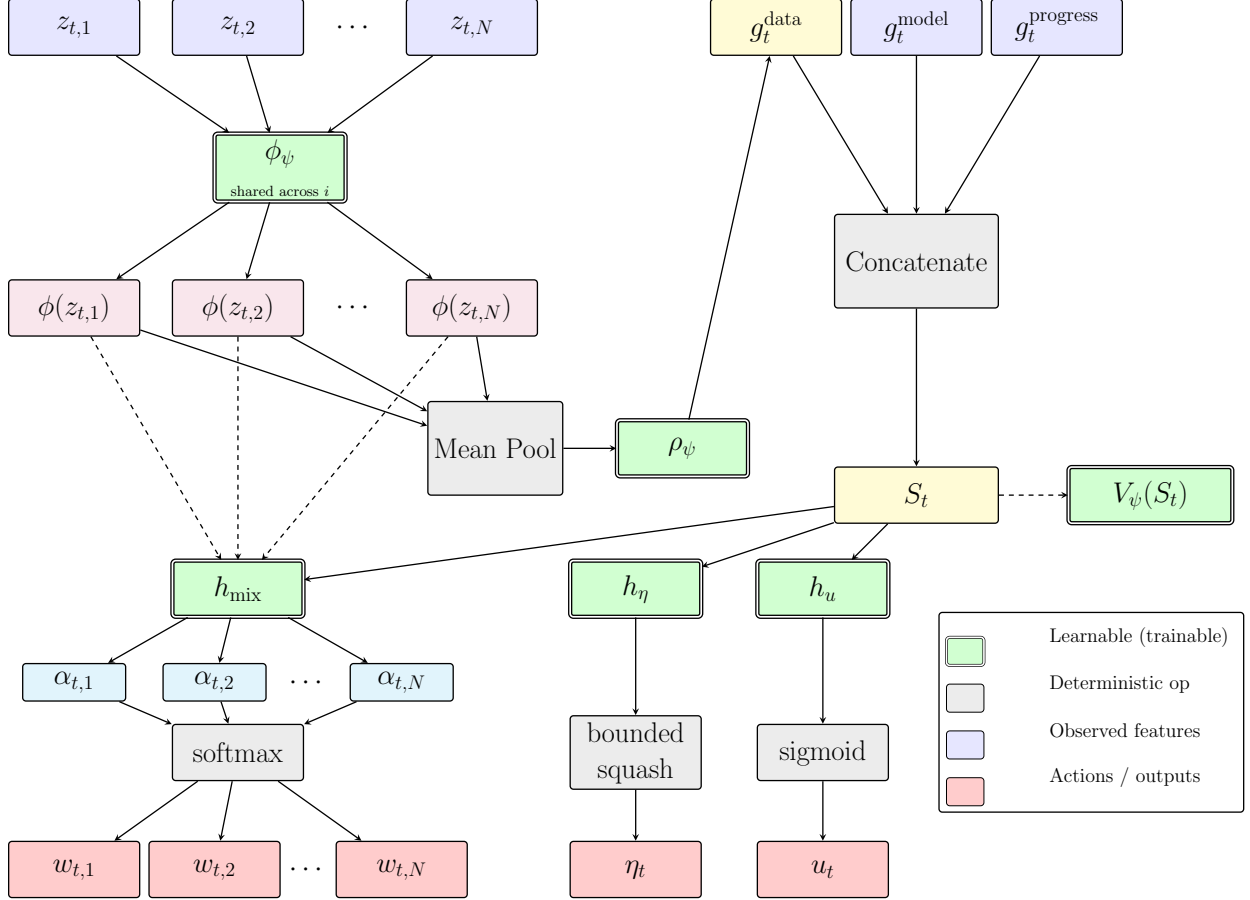 z_{t,1} z_{t,2} ⋯ z_{t,N} g_t^{data} g_t^{model} g_t^{progress}
ϕ_ψ
shared across i
Concatenate
ϕ(z_{t,1}) ϕ(z_{t,2}) ⋯ ϕ(z_{t,N})
Mean Pool ρ_ψ
S_t V_ψ(S_t)
h_{mix} h_η h_u
Learnable (trainable)
α_{t,1} α_{t,2} ⋯ α_{t,N}
Deterministic op
Observed features
softmax
bounded
squash
sigmoid
Actions / outputs
w_{t,1} w_{t,2} ⋯ w_{t,N} η_t u_t